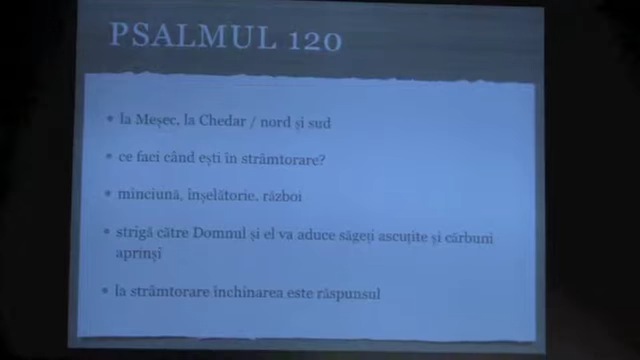 PSALMUL 120
• la Meșec, la Chedar / nord și sud
• ce faci când ești în strâmtorare?
• minciună, înșelătorie, război
• strigă către Domnul și el va aduce săgeți ascuțite și cărbuni
aprinși
• la strâmtorare închinarea este răspunsul